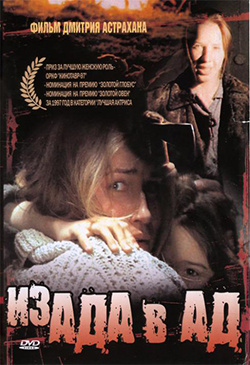 ФИЛЬМ ДМИТРИЯ АСТРАХАНА
-ПРИЗ ЗА ЛУЧШУЮ ЖЕНСКУЮ РОЛЬ
ОРКФ "КИНОТАВР-97"
-НОМИНАЦИЯ НА ПРЕМИЮ "ЗОЛОТОЙ ГЛОБУС"
-НОМИНАЦИЯ НА ПРЕМИЮ "ЗОЛОТОЙ ОВЕН"
ЗА 1997 ГОД В КАТЕГОРИИ "ЛУЧШАЯ АКТРИСА"
ИЗ АДА В АД
DVD
VIDEO